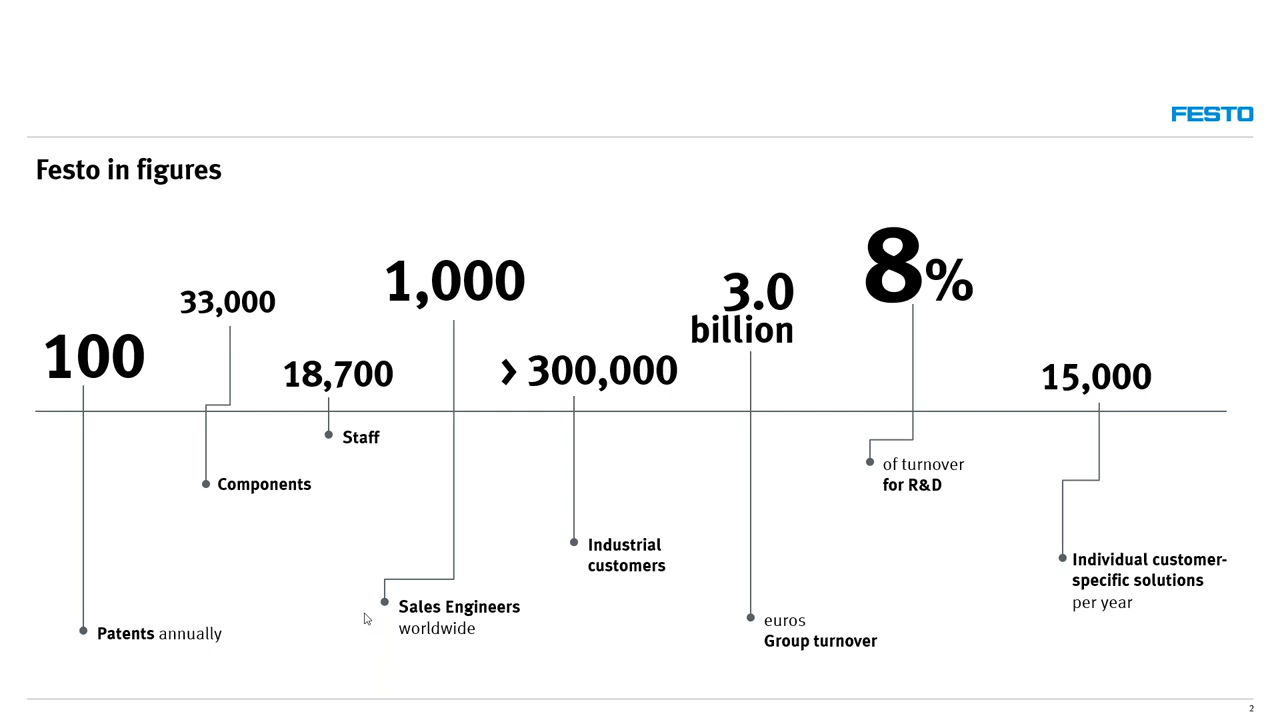 FESTO
Festo in figures
100
Patents annually
33,000
Components
18,700
Staff
1,000
Sales Engineers
worldwide
> 300,000
Industrial
customers
3.0
billion
euros
Group turnover
8%
of turnover
for R&D
15,000
Individual customer-
specific solutions
per year
2